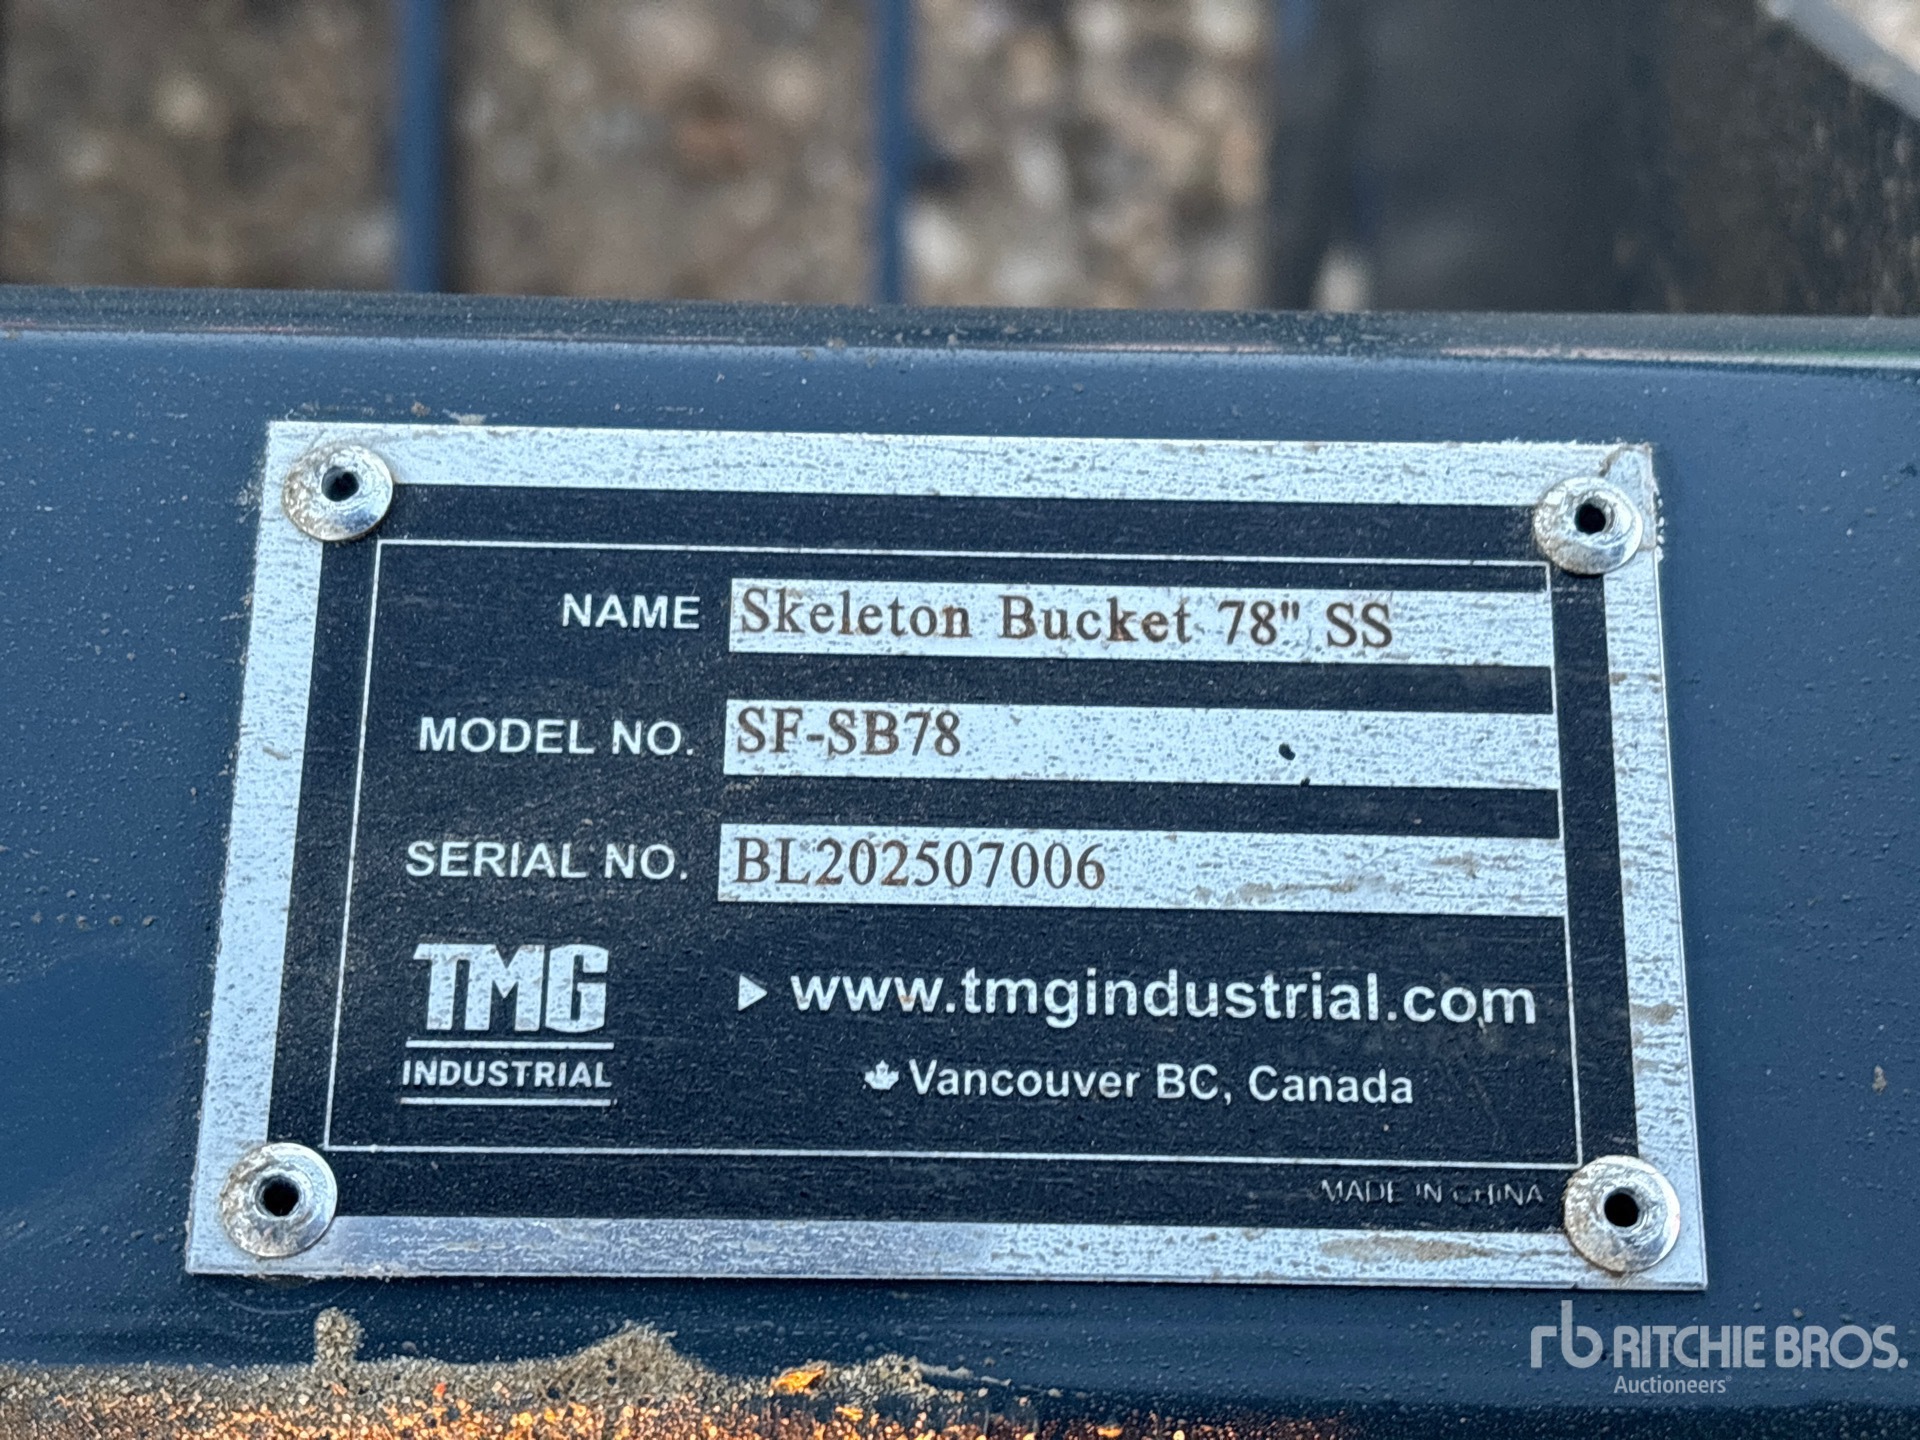 NAME Skeleton Bucket 78" SS
MODEL NO. SF-SB78
SERIAL NO. BL202507006
TMG
INDUSTRIAL
www.tmgindustrial.com
Vancouver BC, Canada
MADE IN CHINA
rb RITCHIE BROS.
Auctioneers